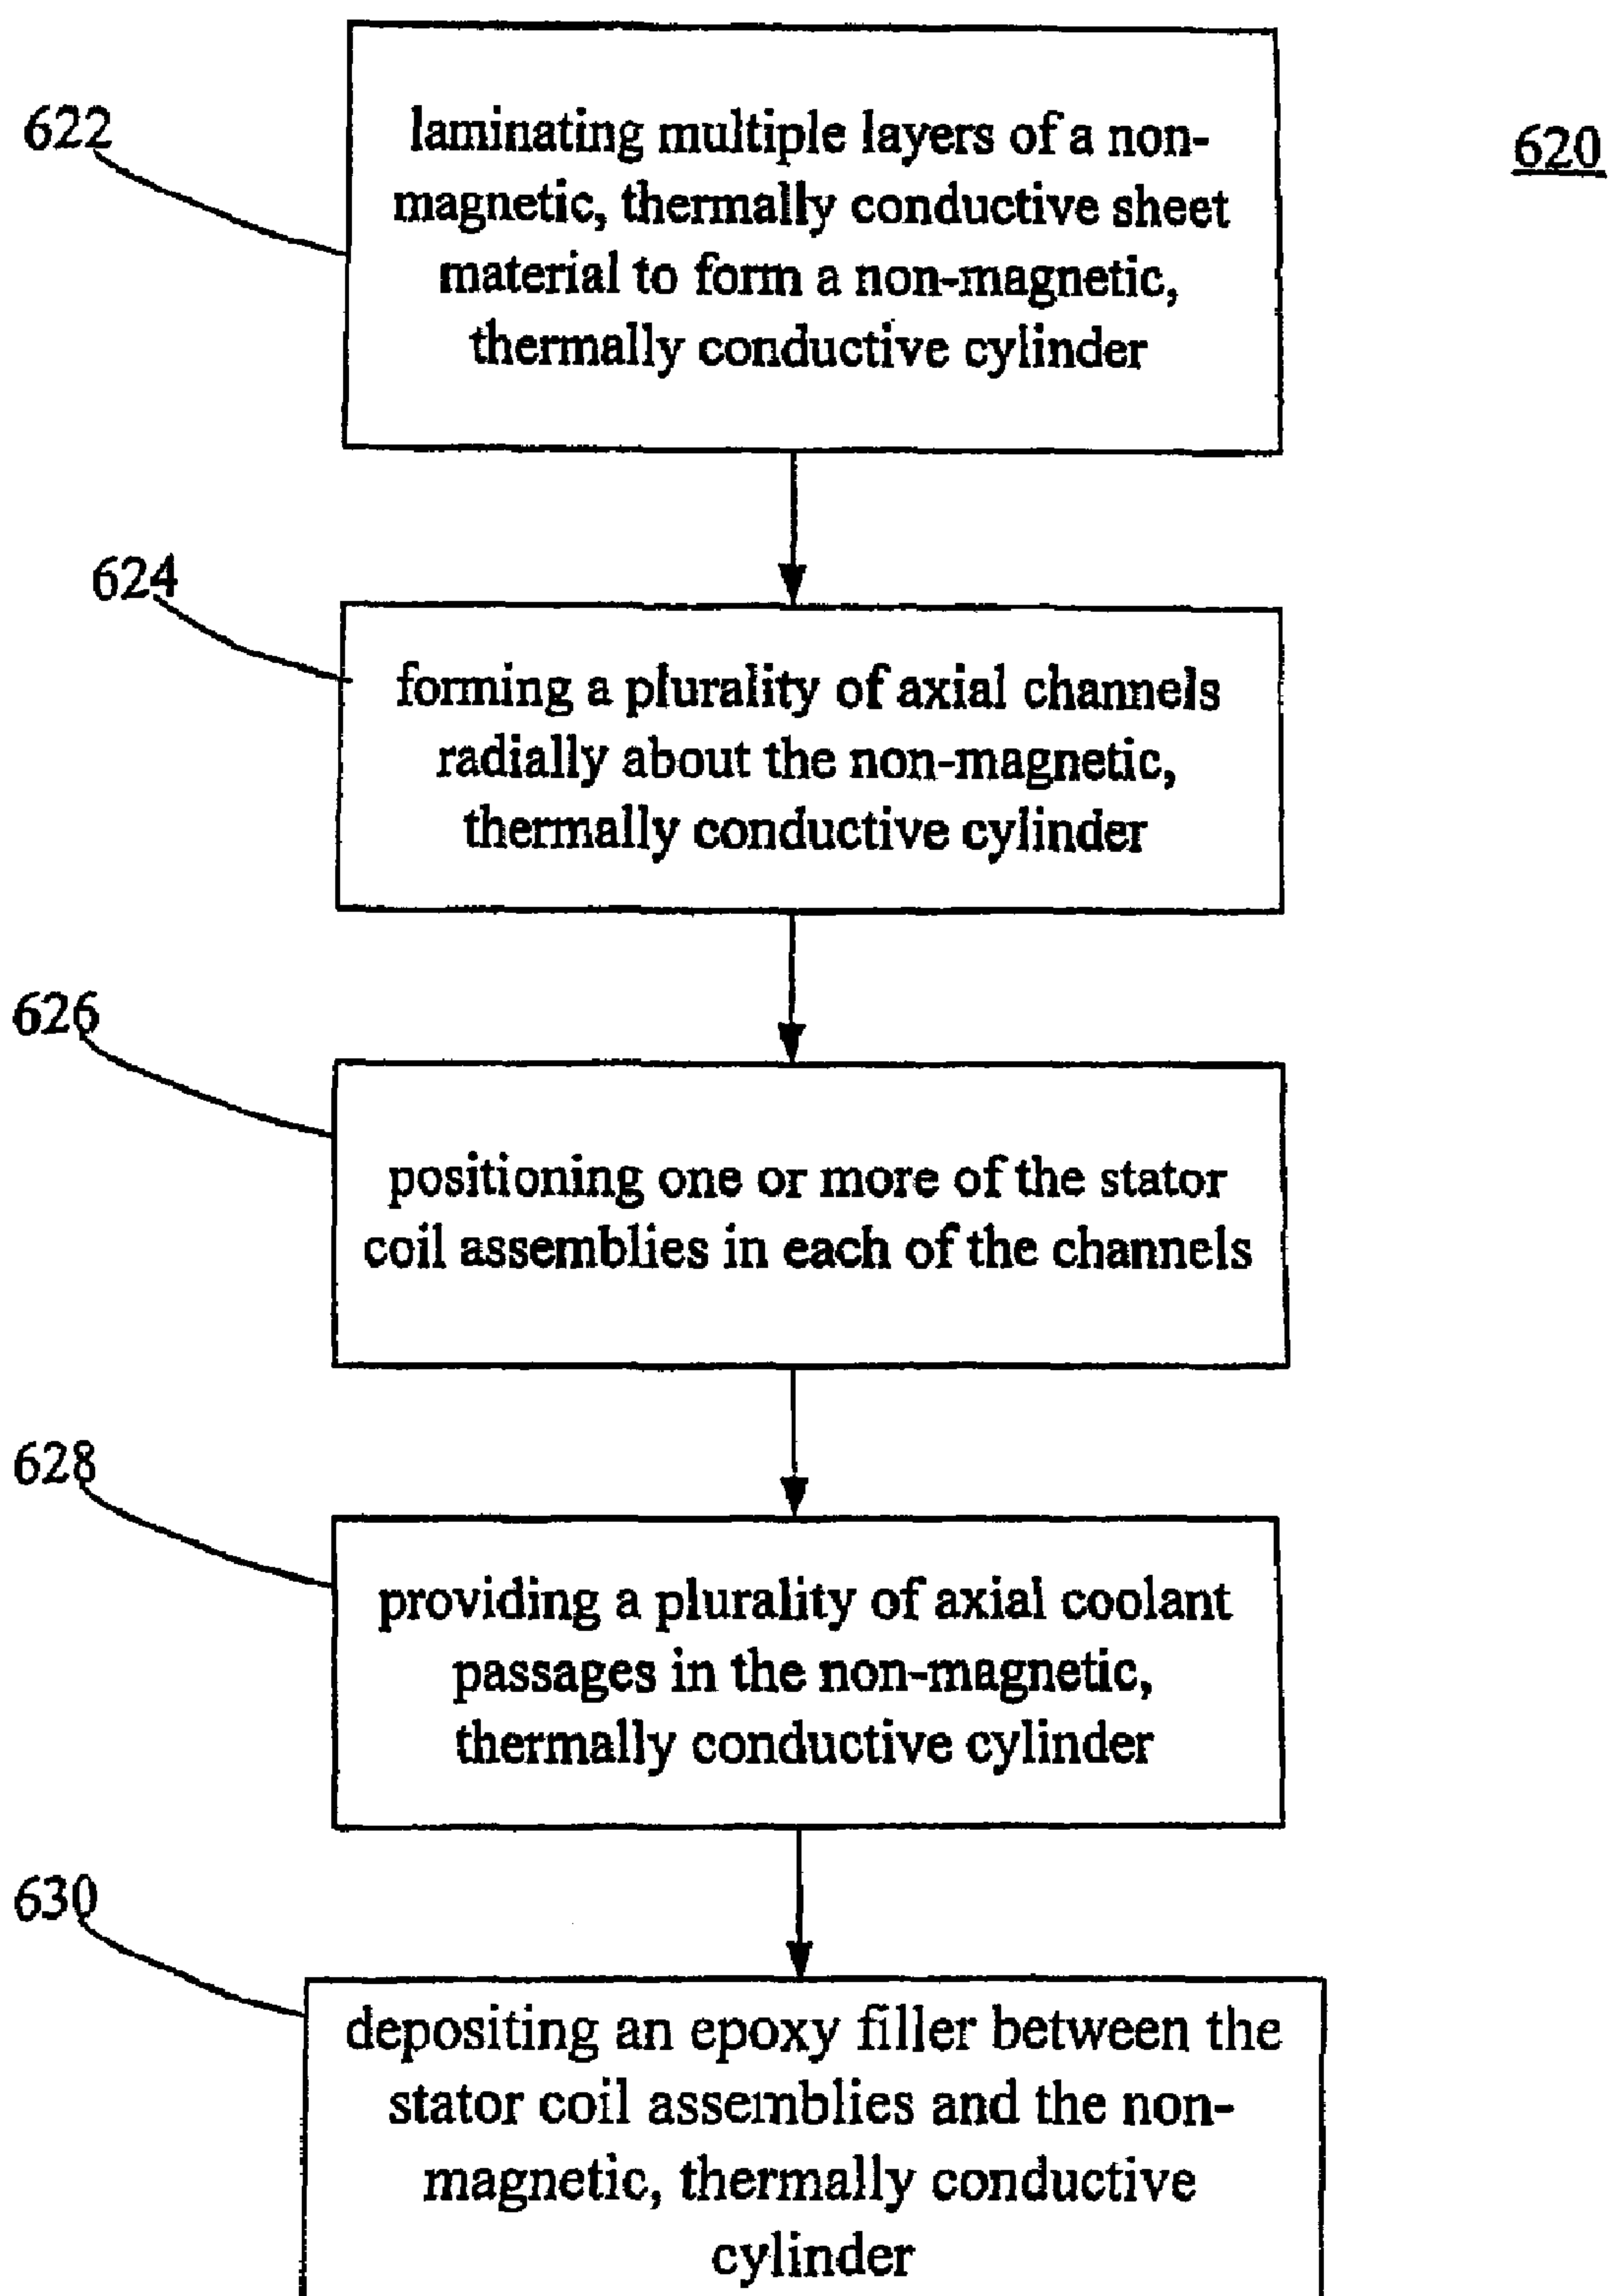 622
620
laminating multiple layers of a non-
magnetic, thermally conductive sheet
material to form a non-magnetic,
thermally conductive cylinder
624
forming a plurality of axial channels
radially about the non-magnetic,
thermally conductive cylinder
626
positioning one or more of the stator
coil assemblies in each of the channels
628
providing a plurality of axial coolant
passages in the non-magnetic,
thermally conductive cylinder
630
depositing an epoxy filler between the
stator coil assemblies and the non-
magnetic, thermally conductive
cylinder